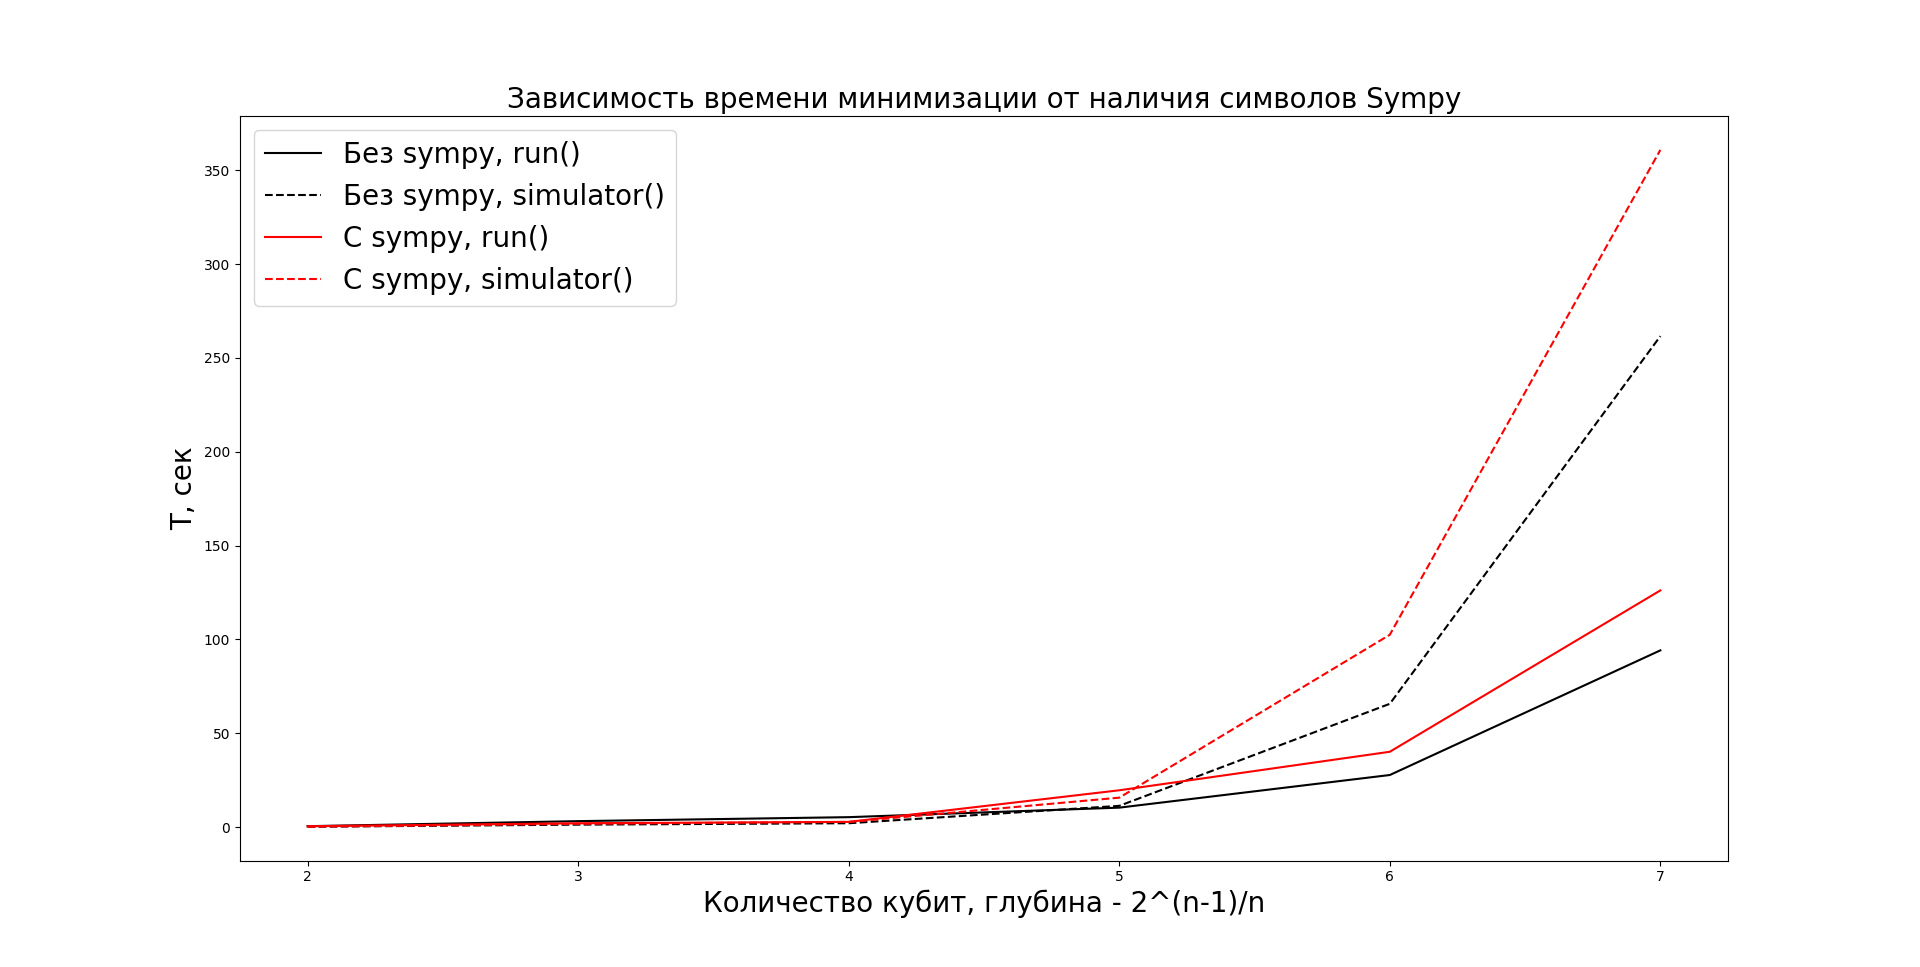 Зависимость времени минимизации от наличия символов Sympy
Без sympy, run()
Без sympy, simulator()
С sympy, run()
С sympy, simulator()
350
300
250
200
150
100
50
0
Т, сек
2 3 4 5 6 7
Количество кубит, глубина - 2^(n-1)/n